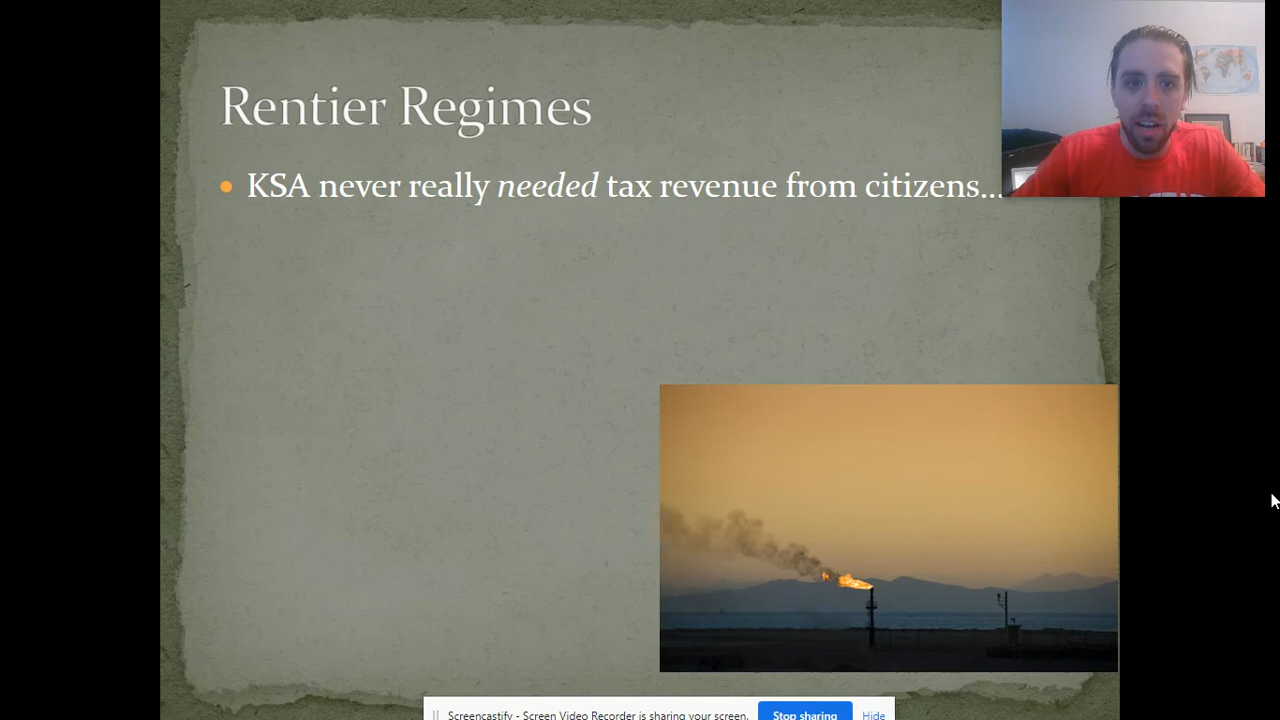 Rentier Regimes
KSA never really needed tax revenue from citizens...
Screencastify - Screen Video Recorder is sharing your screen.
Stop sharing
Hide